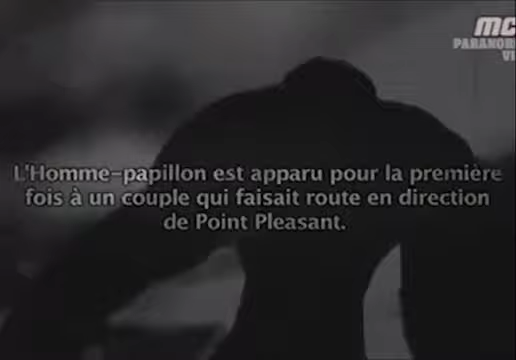 MC
PARANOR
VI
L'Homme-papillon est apparu pour la première
fois à un couple qui faisait route en direction
de Point Pleasant.